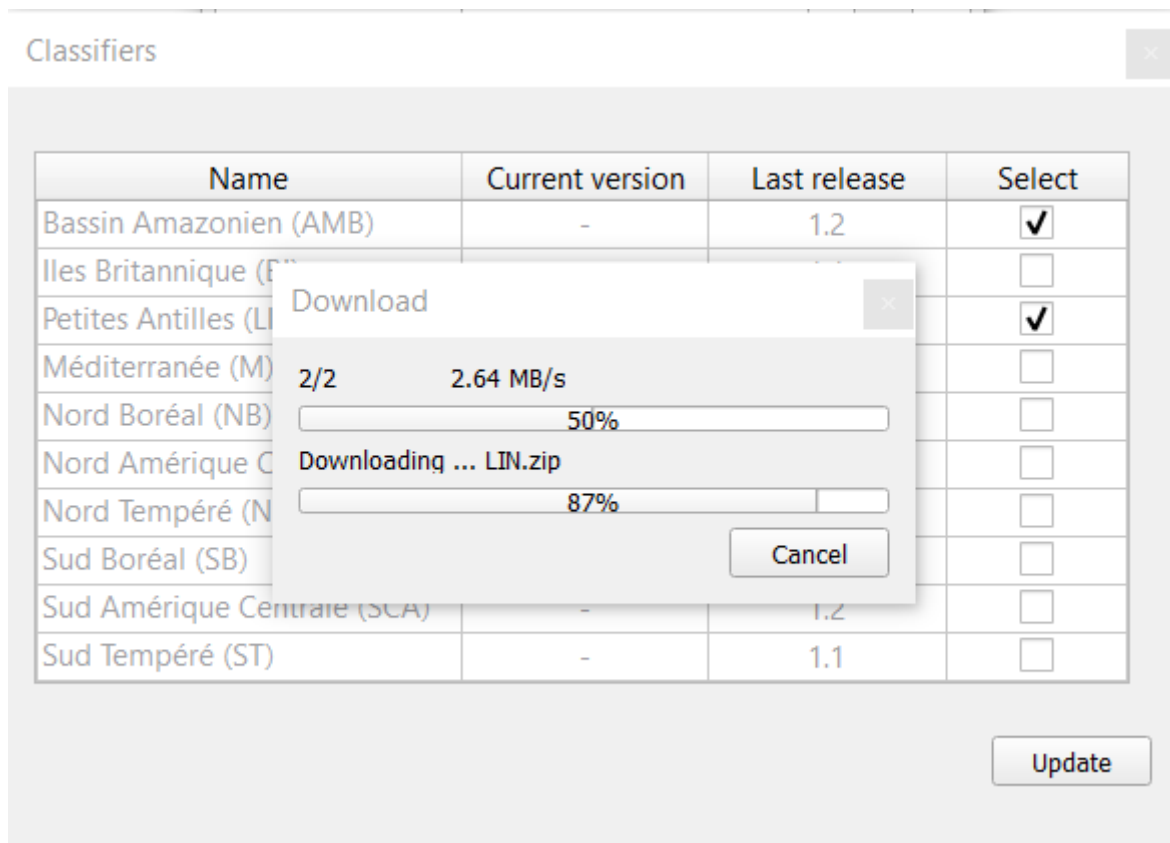 Classifiers
Name Current version Last release Select
Bassin Amazonien (AMB) - 1.2
Iles Britannique
Petites Antilles
Download
Méditerranée (M)
2/2 2.64 MB/s
Nord Boréal (NB)
50%
Nord Amérique
Downloading ... LIN.zip
Nord Tempéré
87%
Sud Boréal (SB)
Cancel
Sud Amérique Centrale (SCA) - 1.2
Sud Tempéré (ST) - 1.1
Update